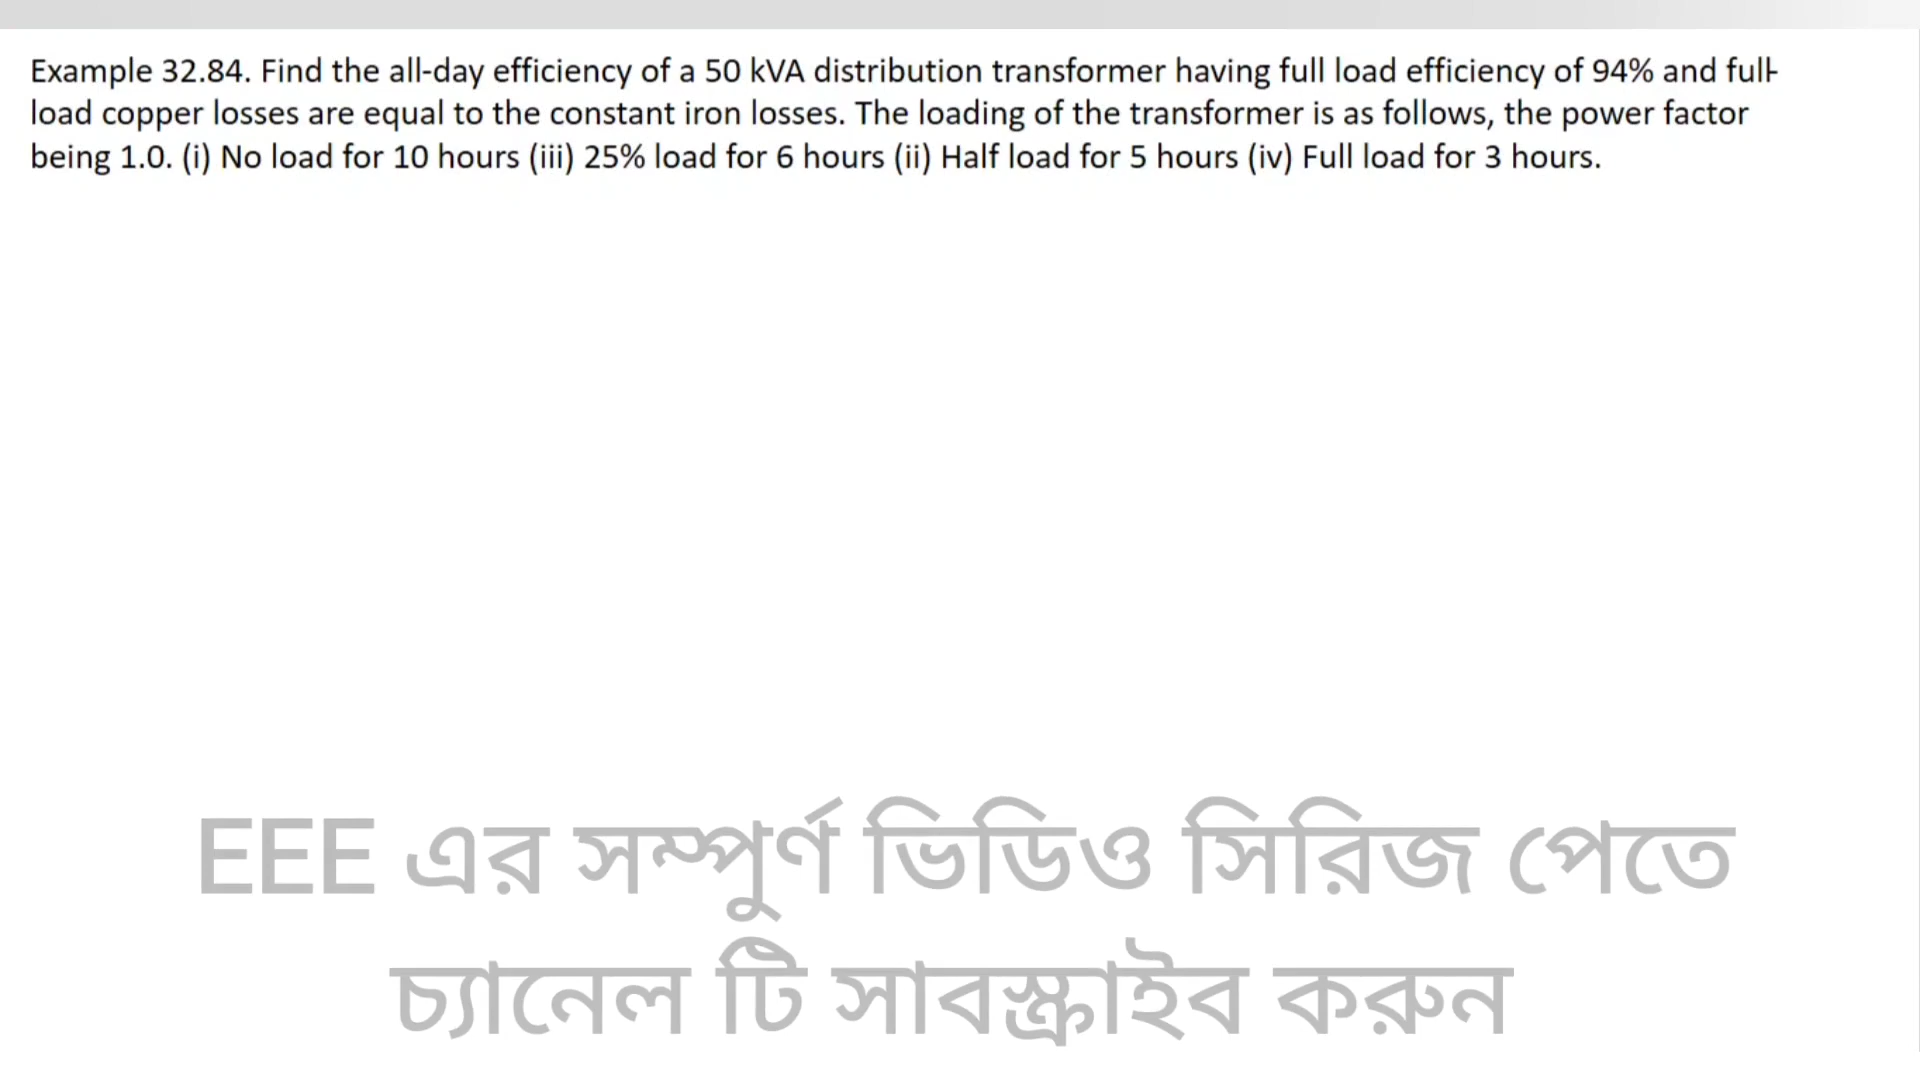 Example 32.84. Find the all-day efficiency of a 50 kVA distribution transformer having full load efficiency of 94% and full-
load copper losses are equal to the constant iron losses. The loading of the transformer is as follows, the power factor
being 1.0. (i) No load for 10 hours (iii) 25% load for 6 hours (ii) Half load for 5 hours (iv) Full load for 3 hours.
EEE এর সম্পুর্ণ ভিডিও সিরিজ পেতে
চ্যানেল টি সাবস্ক্রাইব করুন